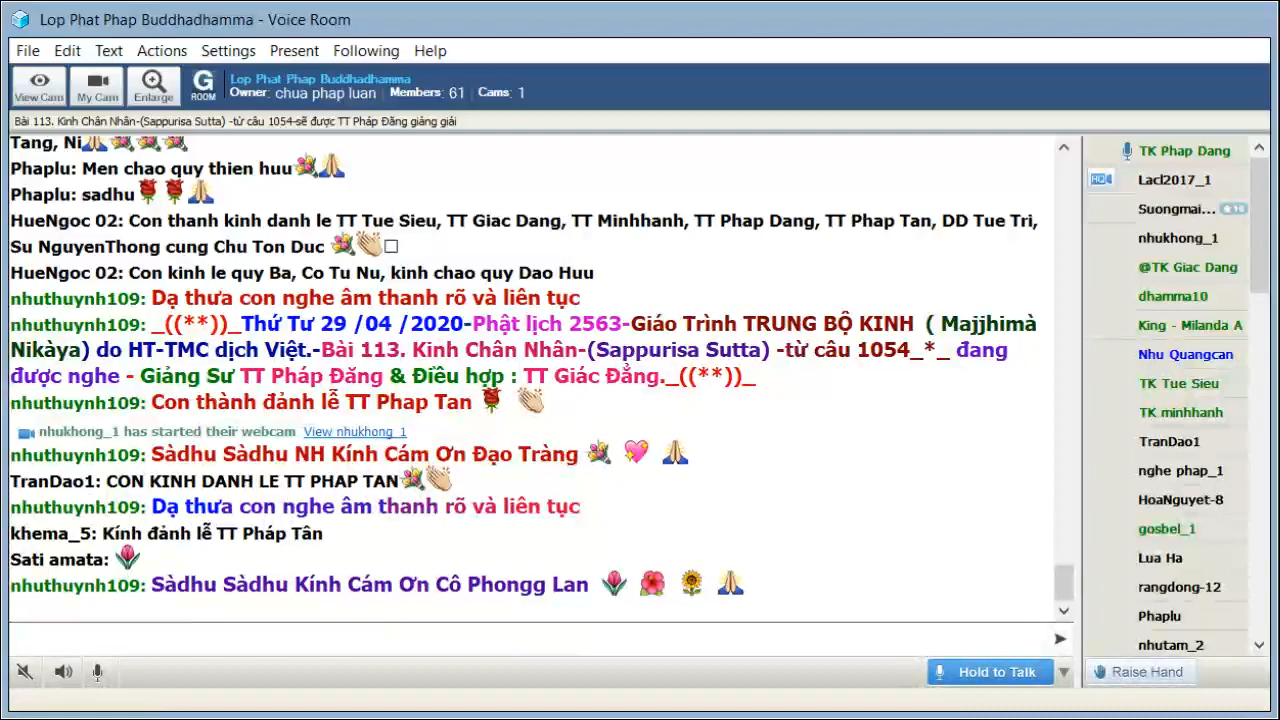 Lop Phat Phap Buddhadhamma - Voice Room
File Edit Text Actions Settings Present Following Help
View Cam My Cam Enlarge G ROOM
Lop Phat Phap Buddhadhamma
Owner: chua phap luan Members: 61 Cams: 1
Bài 113. Kinh Chân Nhân-(Sappurisa Sutta) -từ câu 1054-sẽ được TT Pháp Đăng giảng giải
Tang, Ni
Phaplu: Men chao quy thien huu
Phaplu: sadhu
HueNgoc 02: Con thanh kinh danh le TT Tue Sieu, TT Giac Dang, TT Minhhanh, TT Phap Dang, TT Phap Tan, DD Tue Tri,
Su NguyenThong cung Chu Ton Duc
HueNgoc 02: Con kinh le quy Ba, Co Tu Nu, kinh chao quy Dao Huu
nhuthuynh109: Dạ thưa con nghe âm thanh rõ và liên tục
nhuthuynh109: _((**))_Thứ Tư 29 /04 /2020-Phật lịch 2563-Giáo Trình TRUNG BỘ KINH ( Majjhimà
Nikàya) do HT-TMC dịch Việt.-Bài 113. Kinh Chân Nhân-(Sappurisa Sutta) -từ câu 1054_*_ đang
được nghe - Giảng Sư TT Pháp Đăng & Điều hợp : TT Giác Đẳng._((**))_
nhuthuynh109: Con thành đảnh lễ TT Phap Tan
nhukhong_1 has started their webcam View nhukhong_1
nhuthuynh109: Sàdhu Sàdhu NH Kính Cám Ơn Đạo Tràng
TranDao1: CON KINH DANH LE TT PHAP TAN
nhuthuynh109: Dạ thưa con nghe âm thanh rõ và liên tục
khema_5: Kính đảnh lễ TT Pháp Tân
Sati amata:
nhuthuynh109: Sàdhu Sàdhu Kính Cám Ơn Cô Phongg Lan
Hold to Talk
TK Phap Dang
HQ Lacl2017_1
Suongmai...
nhukhong_1
@TK Giac Dang
dhamma10
King - Milanda A
Nhu Quangcan
TK Tue Sieu
TK minhhanh
TranDao1
nghe phap_1
HoaNguyet-8
gosbel_1
Lua Ha
rangdong-12
Phaplu
nhutam_2
Raise Hand